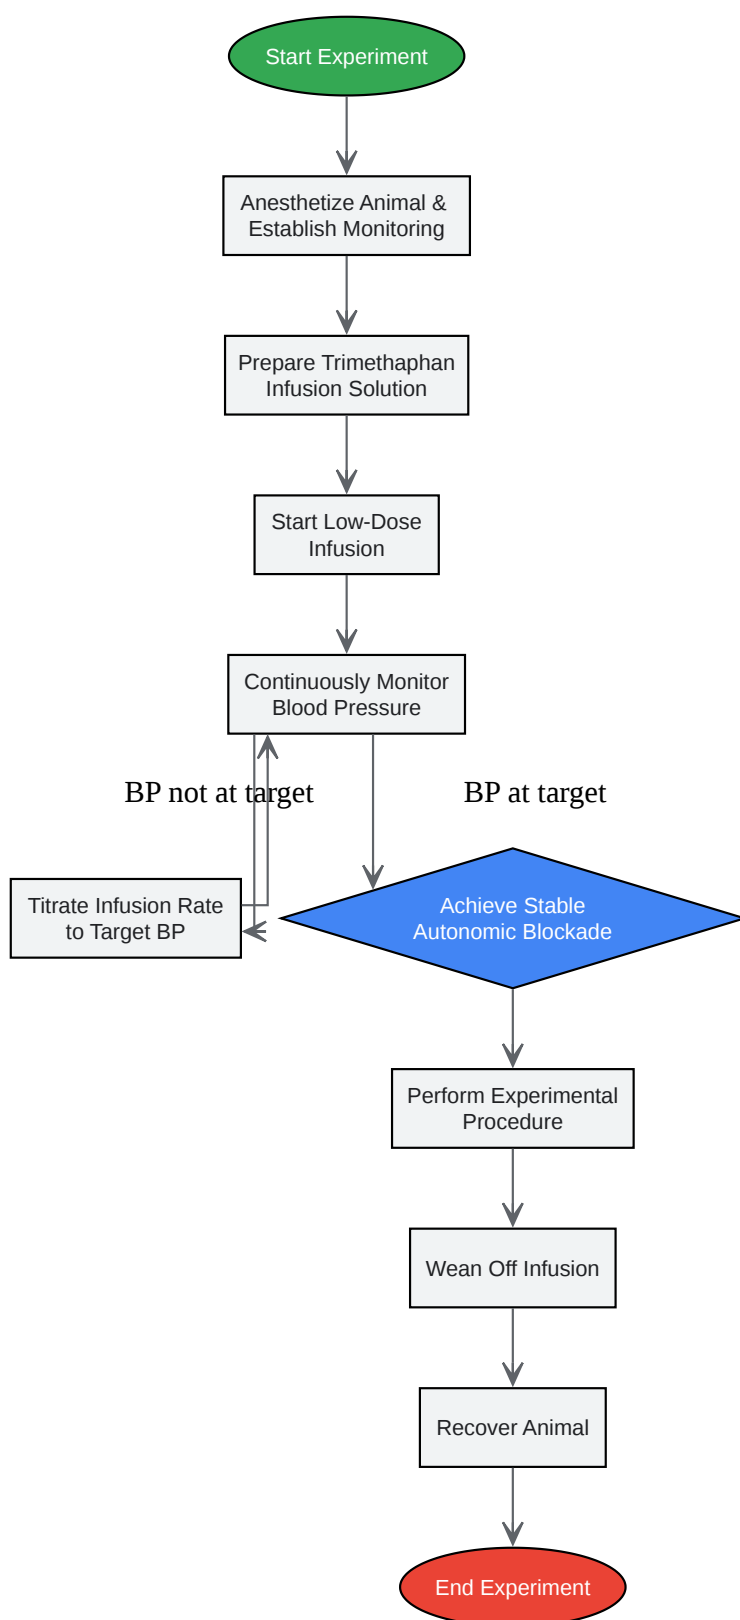 Start Experiment
Anesthetize Animal &
Establish Monitoring
Prepare Trimethaphan
Infusion Solution
Start Low-Dose
Infusion
Continuously Monitor
Blood Pressure
BP not at target
BP at target
Titrate Infusion Rate
to Target BP
Achieve Stable
Autonomic Blockade
Perform Experimental
Procedure
Wean Off Infusion
Recover Animal
End Experiment